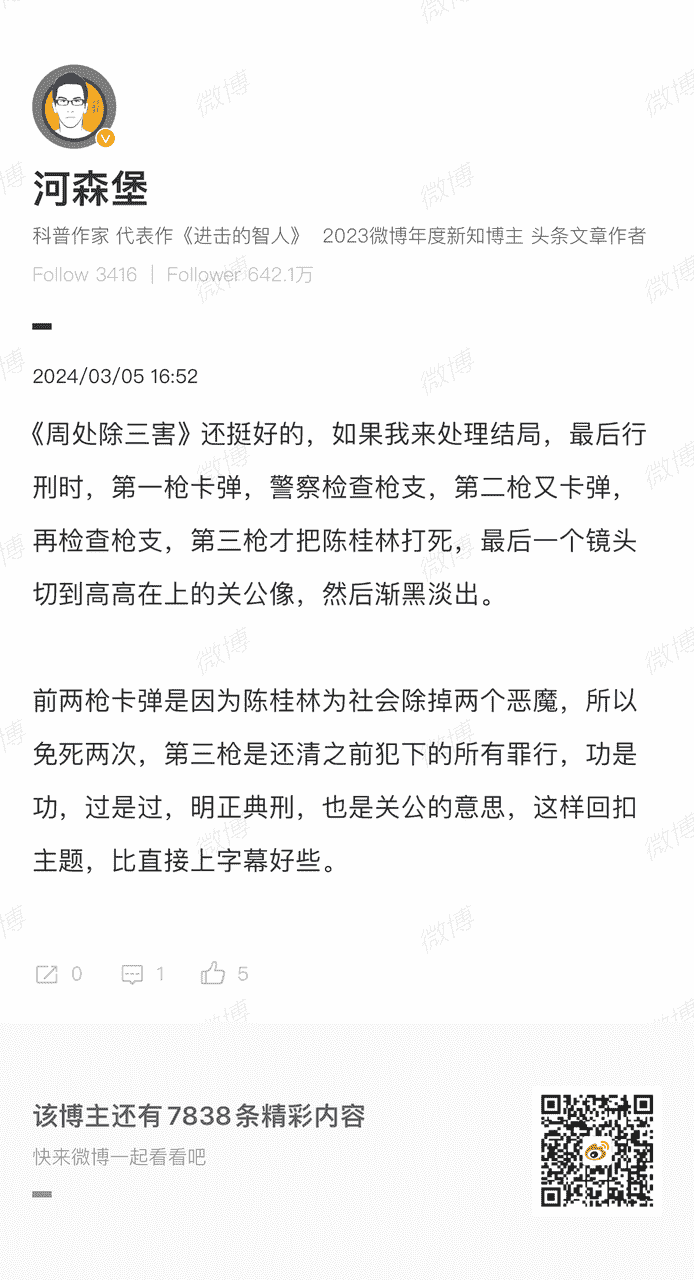 河森堡
科普作家 代表作《进击的智人》 2023微博年度新知博主 头条文章作者
Follow 3416 | Follower 642.1万
2024/03/05 16:52
《周处除三害》还挺好的，如果我来处理结局，最后行
刑时，第一枪卡弹，警察检查枪支，第二枪又卡弹，
再检查枪支，第三枪才把陈桂林打死，最后一个镜头
切到高高在上的关公像，然后渐黑淡出。
前两枪卡弹是因为陈桂林为社会除掉两个恶魔，所以
免死两次，第三枪是还清之前犯下的所有罪行，功是
功，过是过，明正典刑，也是关公的意思，这样回扣
主题，比直接上字幕好些。
0 1 5
该博主还有7838条精彩内容
快来微博一起看看吧
微博